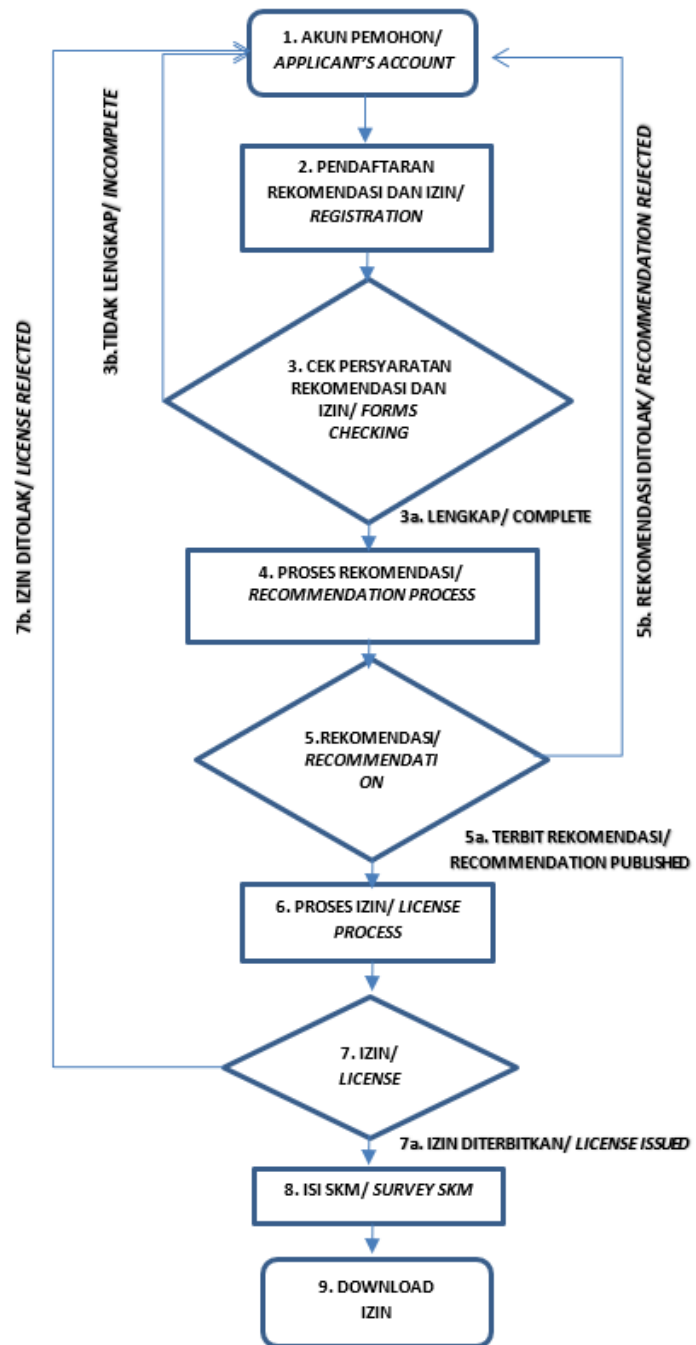 1. AKUN PEMOHON/
APPLICANT'S ACCOUNT
2. PENDAFTARAN
REKOMENDASI DAN IZIN/
REGISTRATION
3b.TIDAK LENGKAP/ INCOMPLETE
3. CEK PERSYARATAN
REKOMENDASI DAN
IZIN/ FORMS
CHECKING
3a. LENGKAP/ COMPLETE
4. PROSES REKOMENDASI/
RECOMMENDATION PROCESS
5.REKOMENDASI/
RECOMMENDATI
ON
5b. REKOMENDASI DITOLAK/ RECOMMENDATION REJECTED
5a. TERBIT REKOMENDASI/
RECOMMENDATION PUBLISHED
6. PROSES IZIN/ LICENSE
PROCESS
7. IZIN/
LICENSE
7b. IZIN DITOLAK/ LICENSE REJECTED
7a. IZIN DITERBITKAN/ LICENSE ISSUED
8. ISI SKM/ SURVEY SKM
9. DOWNLOAD
IZIN